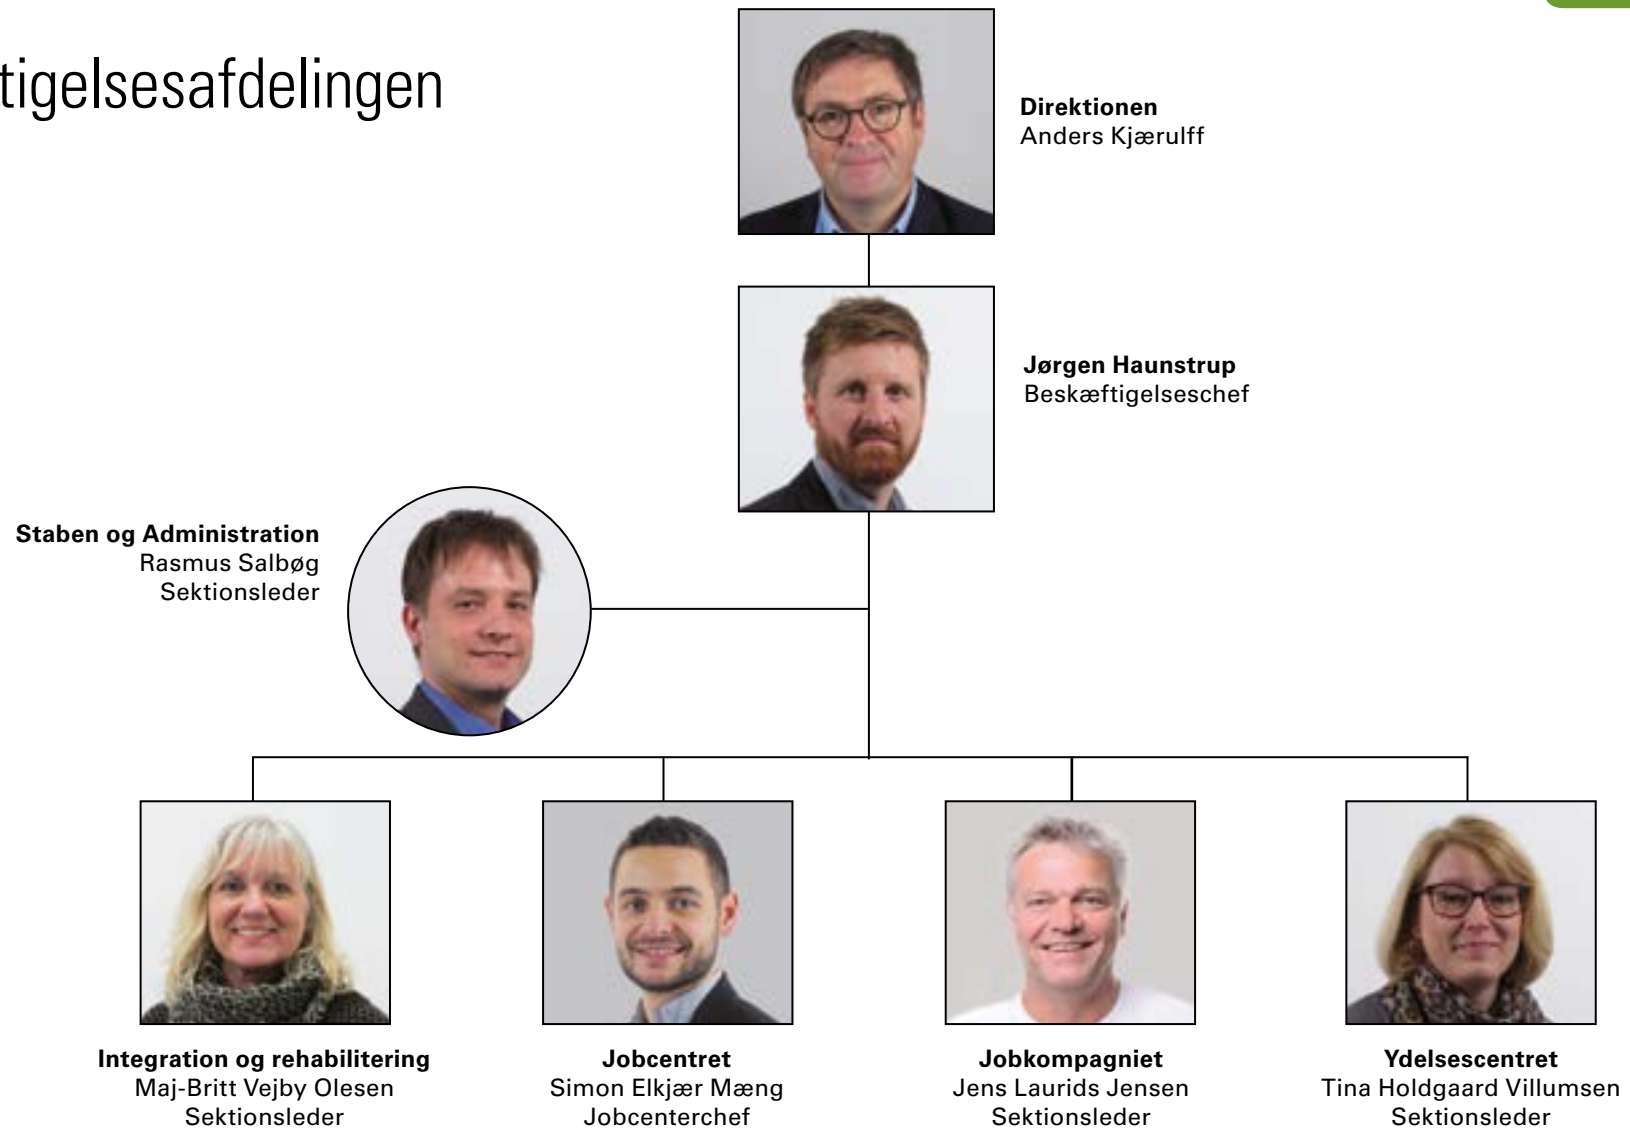 tigelsesafdelingen
Direktionen
Anders Kjærulff
Jørgen Haunstrup
Beskæftigelseschef
Staben og Administration
Rasmus Salbøg
Sektionsleder
Integration og rehabilitering
Maj-Britt Vejby Olesen
Sektionsleder
Jobcentret
Simon Elkjær Mæng
Jobcenterchef
Jobkompagniet
Jens Laurids Jensen
Sektionsleder
Ydelsescentret
Tina Holdgaard Villumsen
Sektionsleder